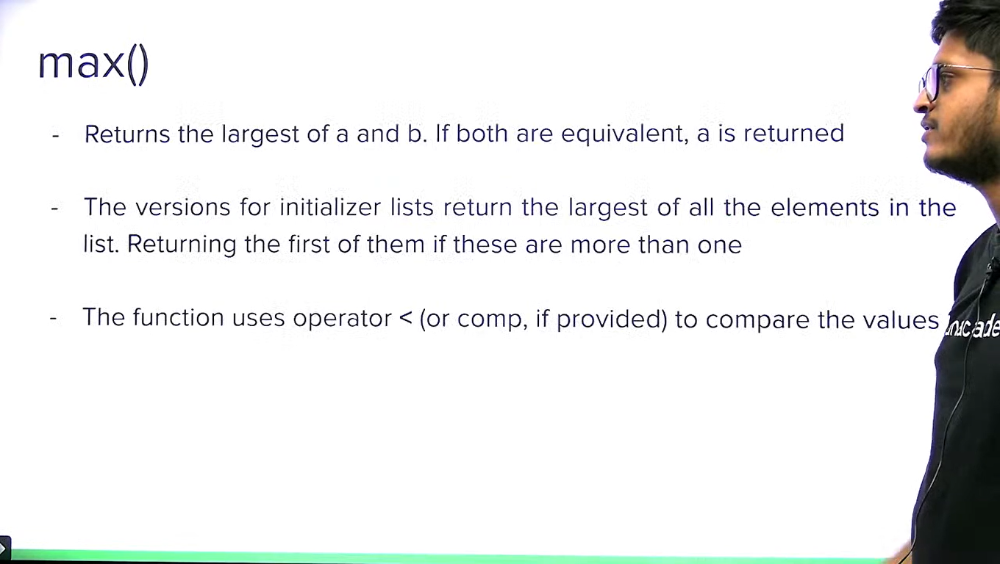 max()
- Returns the largest of a and b. If both are equivalent, a is returned
- The versions for initializer lists return the largest of all the elements in the
list. Returning the first of them if these are more than one
- The function uses operator < (or comp, if provided) to compare the values